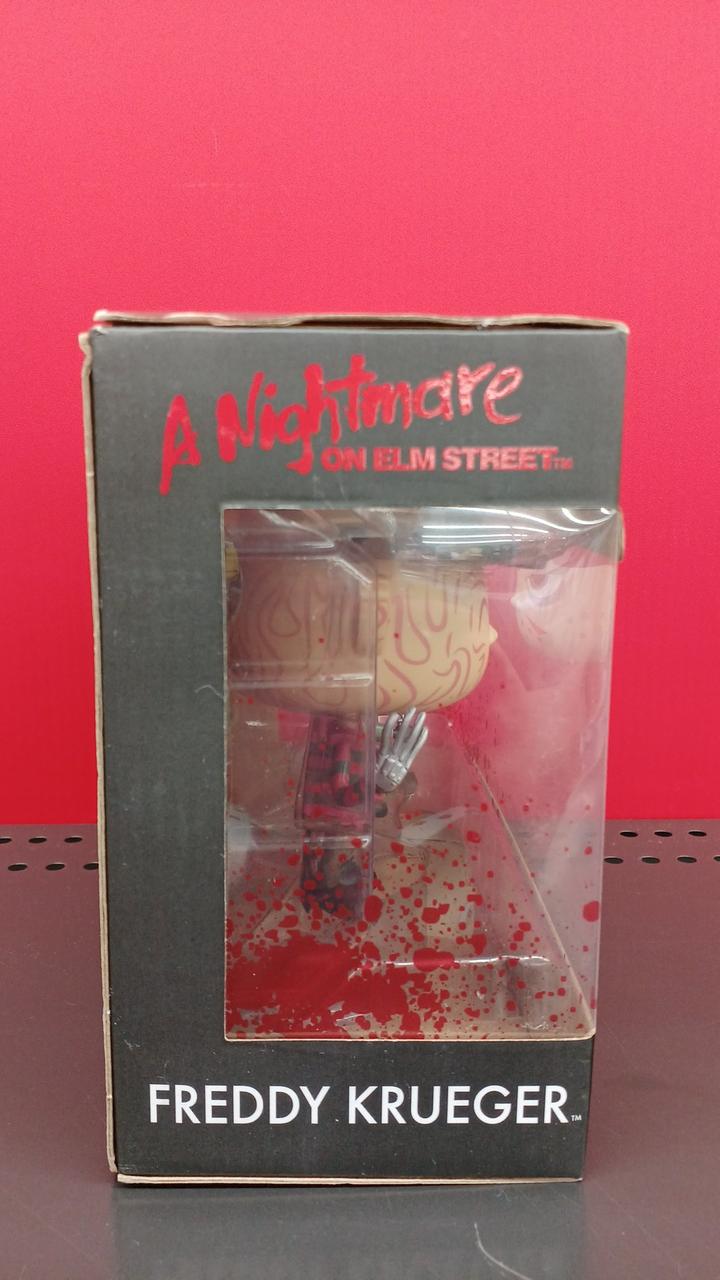 A Nightmare
ON ELM STREET™
FREDDY KRUEGER™